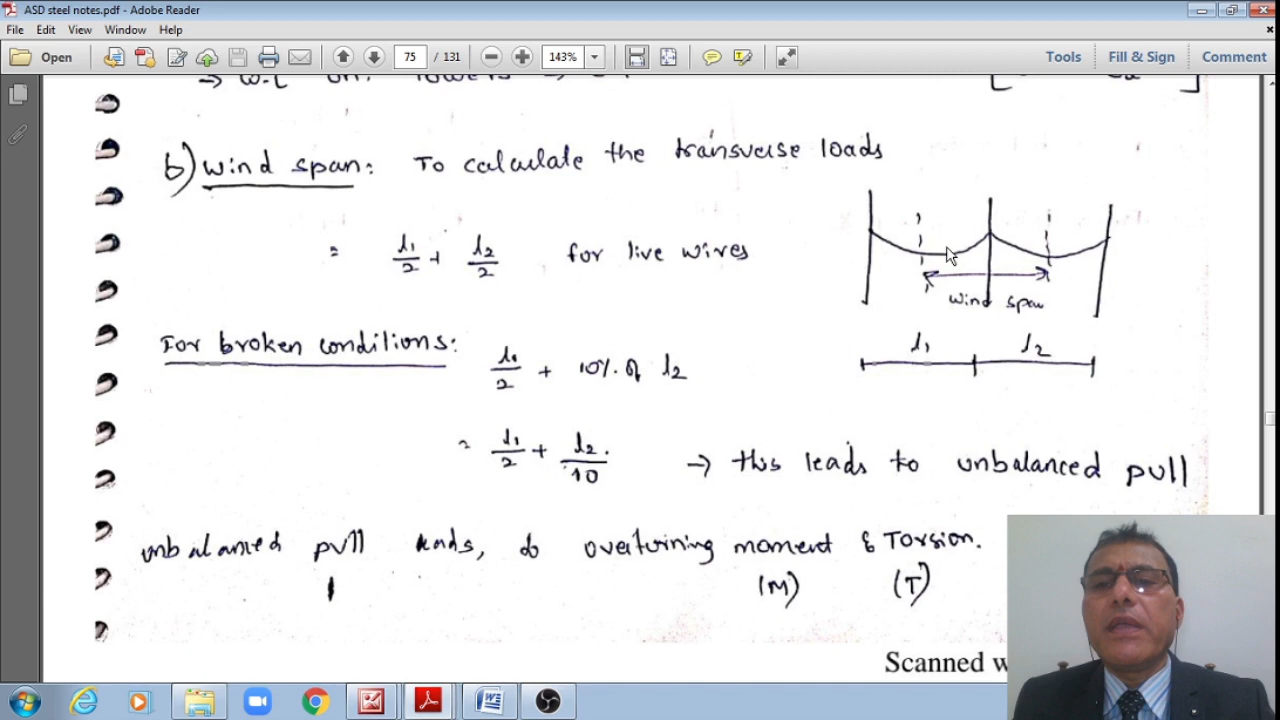 ASD steel notes.pdf - Adobe Reader
File Edit View Window Help
Open 75 / 131 143% Tools Fill & Sign Comment
b) Wind span: To calculate the transverse loads
= l1/2 + l2/2 for live wires
wind span
l1 l2
For broken conditions: l1/2 + 10% of l2
= l1/2 + l2/10 → this leads to unbalanced pull
unbalanced pull leads, to overturning moment & Torsion.
(M) (T)
Scanned w